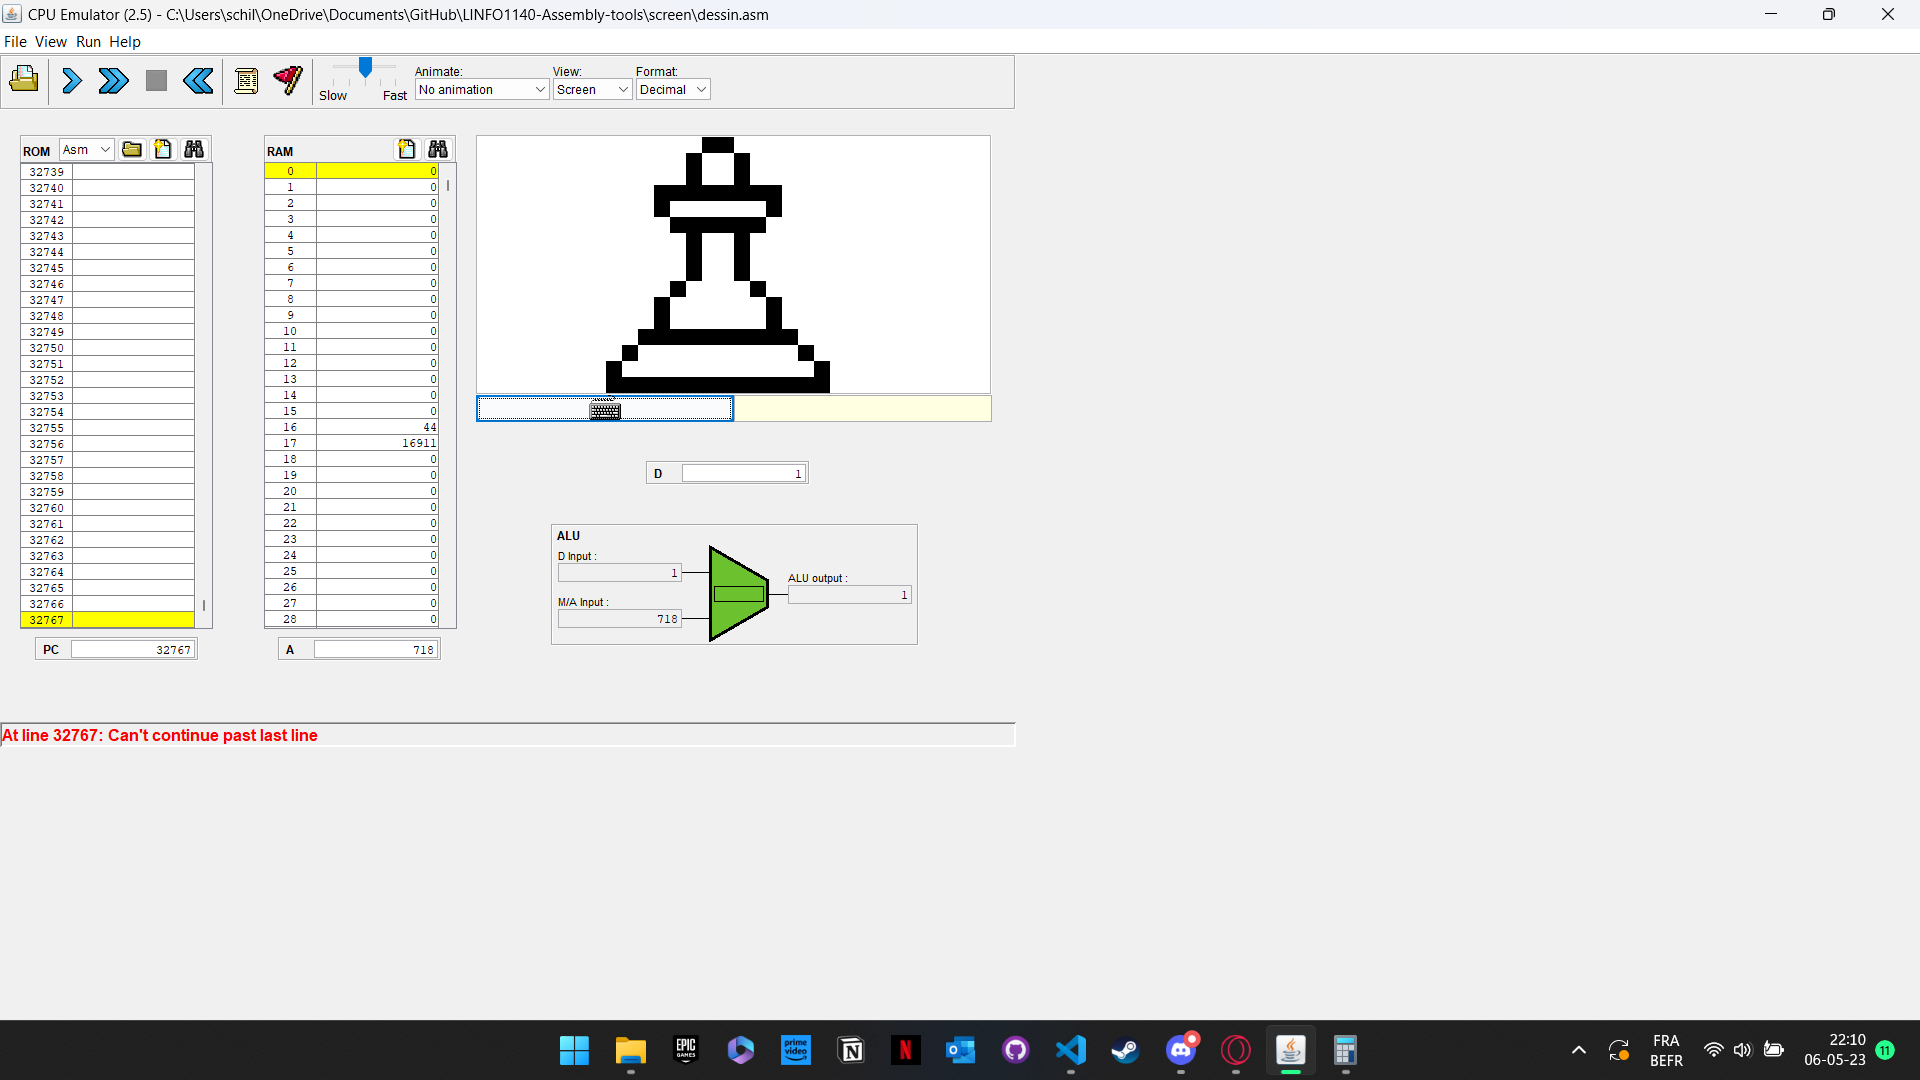 CPU Emulator (2.5) - C:\Users\schil\OneDrive\Documents\GitHub\LINFO1140-Assembly-tools\screen\dessin.asm
File View Run Help
Animate: View: Format:
Slow Fast No animation Screen Decimal
ROM Asm RAM
32739 0 0
32740 1 0
32741 2 0
32742 3 0
32743 4 0
32744 5 0
32745 6 0
32746 7 0
32747 8 0
32748 9 0
32749 10 0
32750 11 0
32751 12 0
32752 13 0
32753 14 0
32754 15 0
32755 16 44
32756 17 16911
32757 18 0
32758 19 0
32759 20 0
32760 21 0
32761 22 0
32762 23 0
32763 24 0
32764 25 0
32765 26 0
32766 27 0
32767 28 0
PC 32767 A 718
D 1
ALU
D Input :
1
ALU output :
1
M/A Input :
718
At line 32767: Can't continue past last line
EPIC GAMES
prime video
N
N
FRA
BEFR
22:10
06-05-23
11